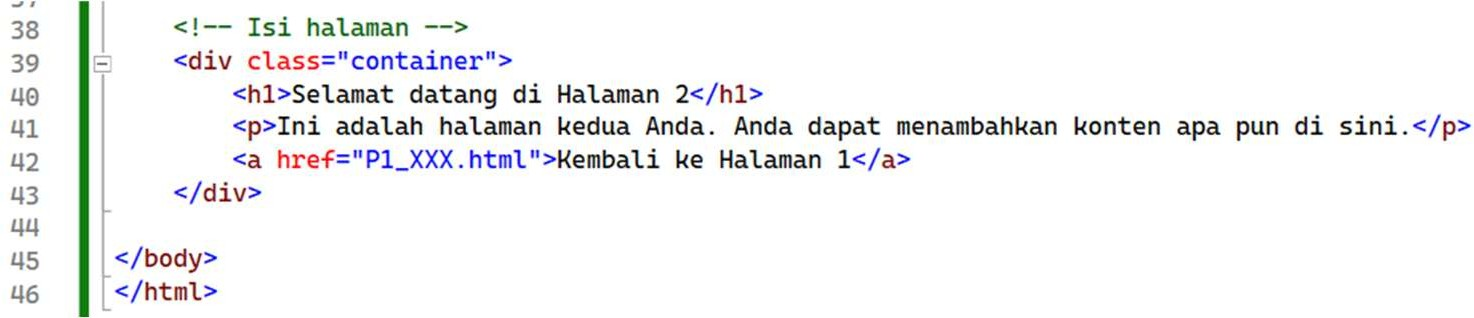 38 <!-- Isi halaman -->
39 <div class="container">
40 <h1>Selamat datang di Halaman 2</h1>
41 <p>Ini adalah halaman kedua Anda. Anda dapat menambahkan konten apa pun di sini.</p>
42 <a href="P1_XXX.html">Kembali ke Halaman 1</a>
43 </div>
44
45 </body>
46 </html>